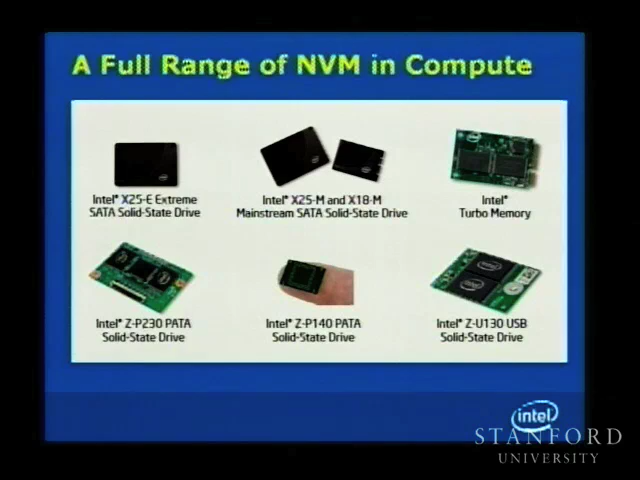 A Full Range of NVM in Compute
Intel® X25-E Extreme
SATA Solid-State Drive
Intel® X25-M and X18-M
Mainstream SATA Solid-State Drive
Intel®
Turbo Memory
Intel® Z-P230 PATA
Solid-State Drive
Intel® Z-P140 PATA
Solid-State Drive
Intel® Z-U130 USB
Solid-State Drive
intel
STANFORD
UNIVERSITY